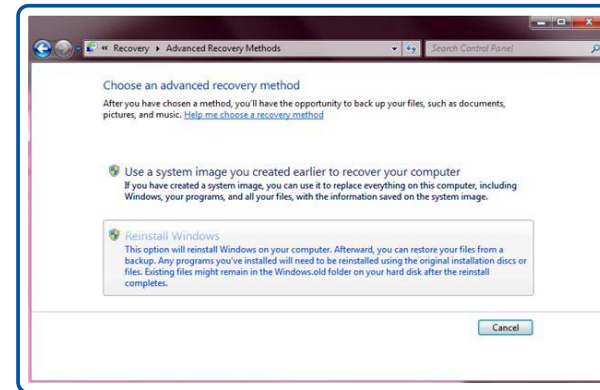 « Recovery ▸ Advanced Recovery Methods
Search Control Panel
Choose an advanced recovery method
After you have chosen a method, you'll have the opportunity to back up your files, such as documents,
pictures, and music. Help me choose a recovery method
Use a system image you created earlier to recover your computer
If you have created a system image, you can use it to replace everything on this computer, including
Windows, your programs, and all your files, with the information saved on the system image.
Reinstall Windows
This option will reinstall Windows on your computer. Afterward, you can restore your files from a
backup. Any programs you've installed will need to be reinstalled using the original installation discs or
files. Existing files might remain in the Windows.old folder on your hard disk after the reinstall
completes.
Cancel